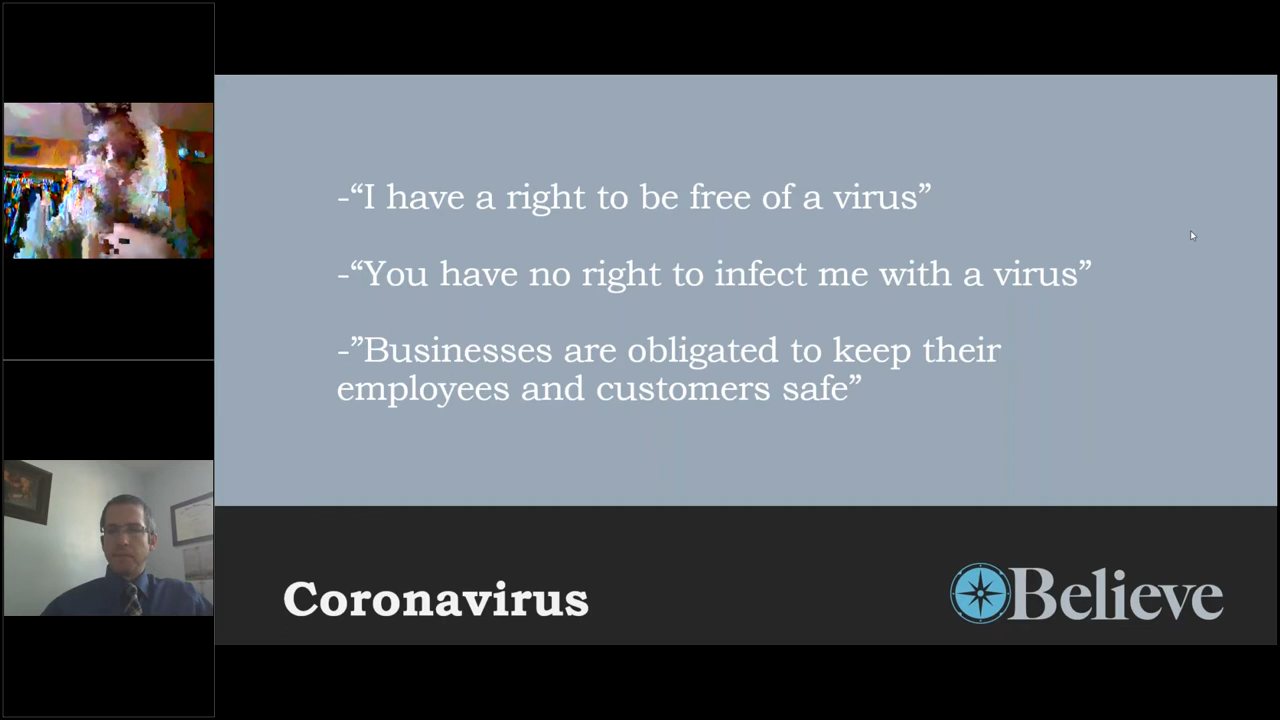 -“I have a right to be free of a virus”
-“You have no right to infect me with a virus”
-”Businesses are obligated to keep their
employees and customers safe”
Coronavirus
Believe